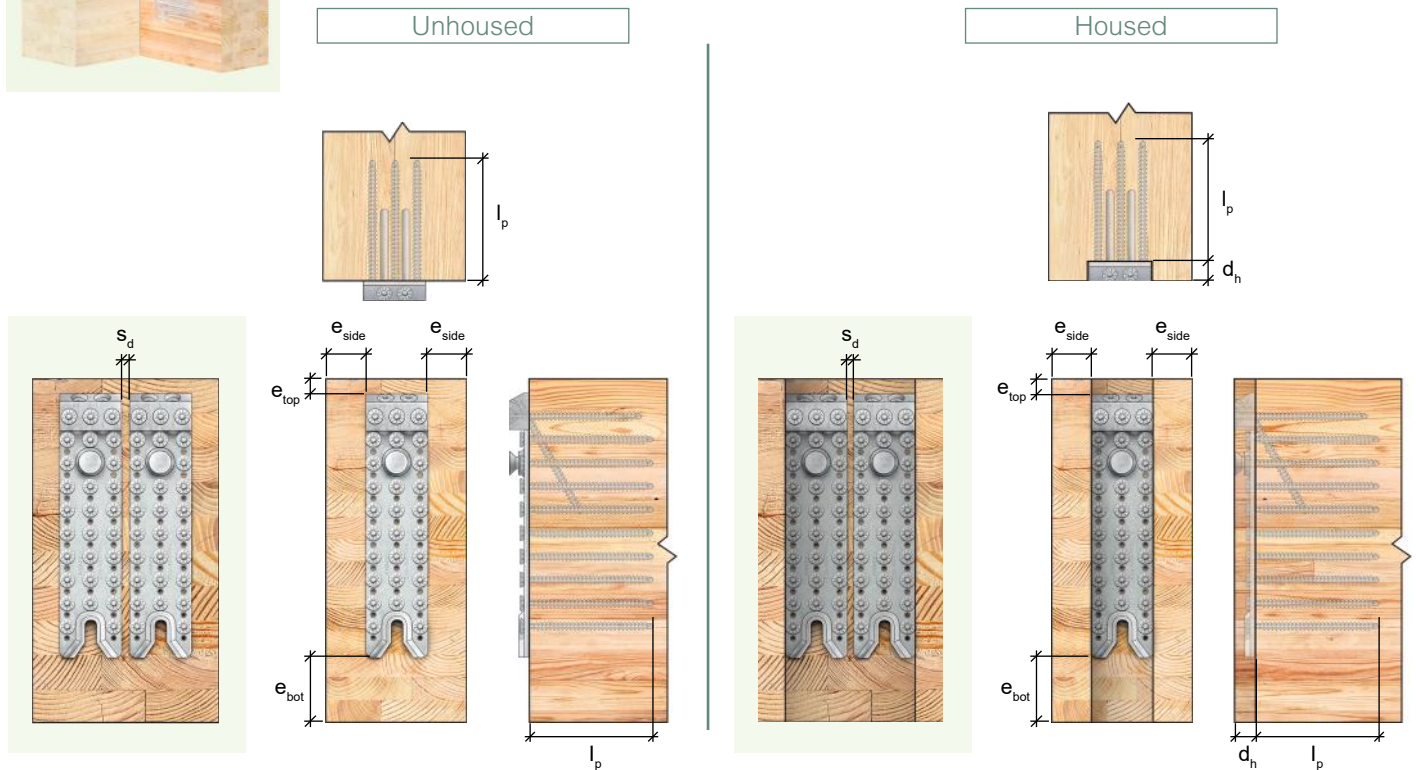 Unhoused
Housed
lp
lp
dh
sd
eside
eside
etop
ebot
lp
sd
eside
eside
etop
ebot
dh
lp